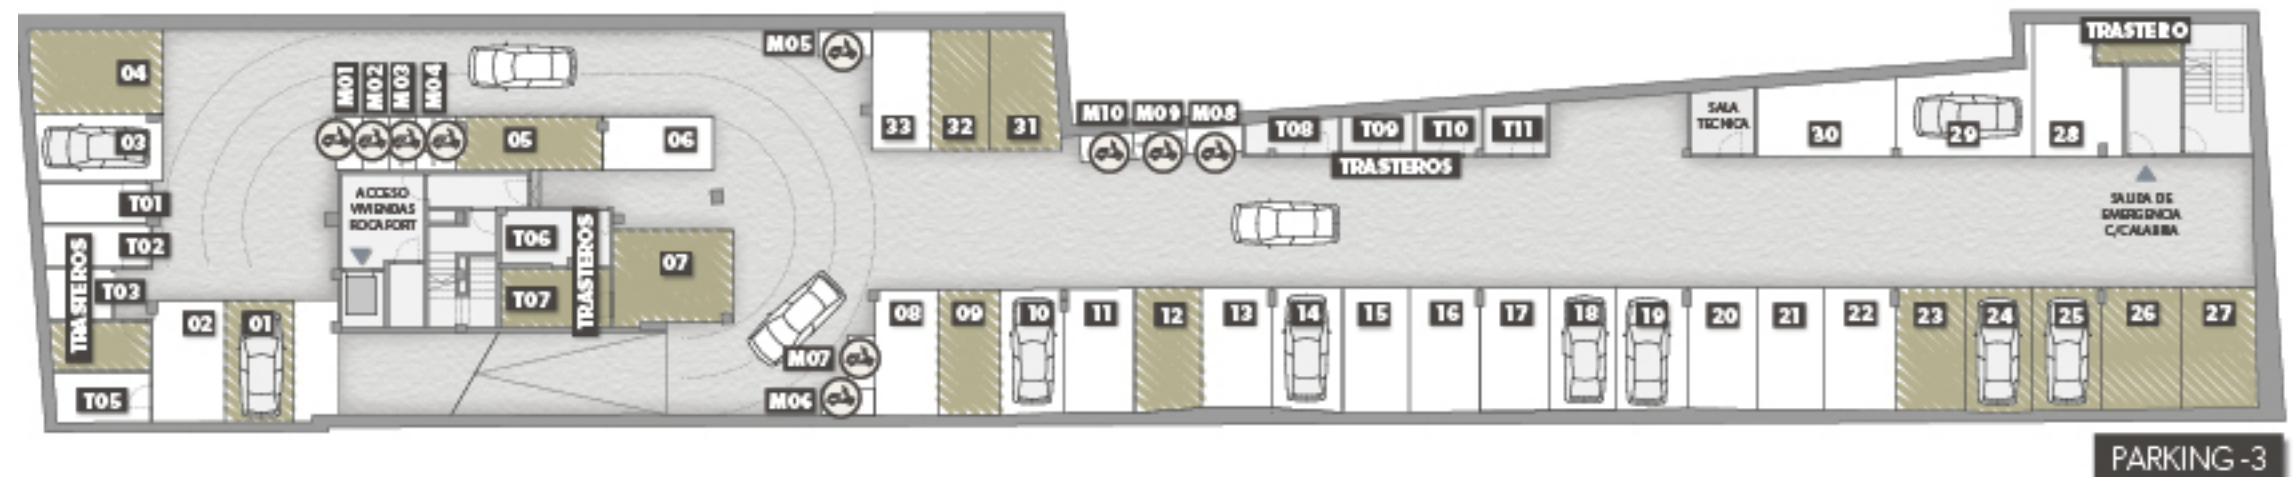 TRASTERO
M05
04
M01
M02
M03
M04
M10
M09
M08
SALA
TECNICA
33
32
31
T08
T09
T10
T11
30
29
28
03
05
06
TRASTEROS
ACCESO
VIVIENDAS
ROCAFORT
SALIDA DE
EMERGENCIA
C/CALABRIA
T01
T02
T03
TRASTEROS
T06
T07
TRASTEROS
07
02
01
08
09
10
11
12
13
14
15
16
17
18
19
20
21
22
23
24
25
26
27
M07
T05
M06
PARKING -3